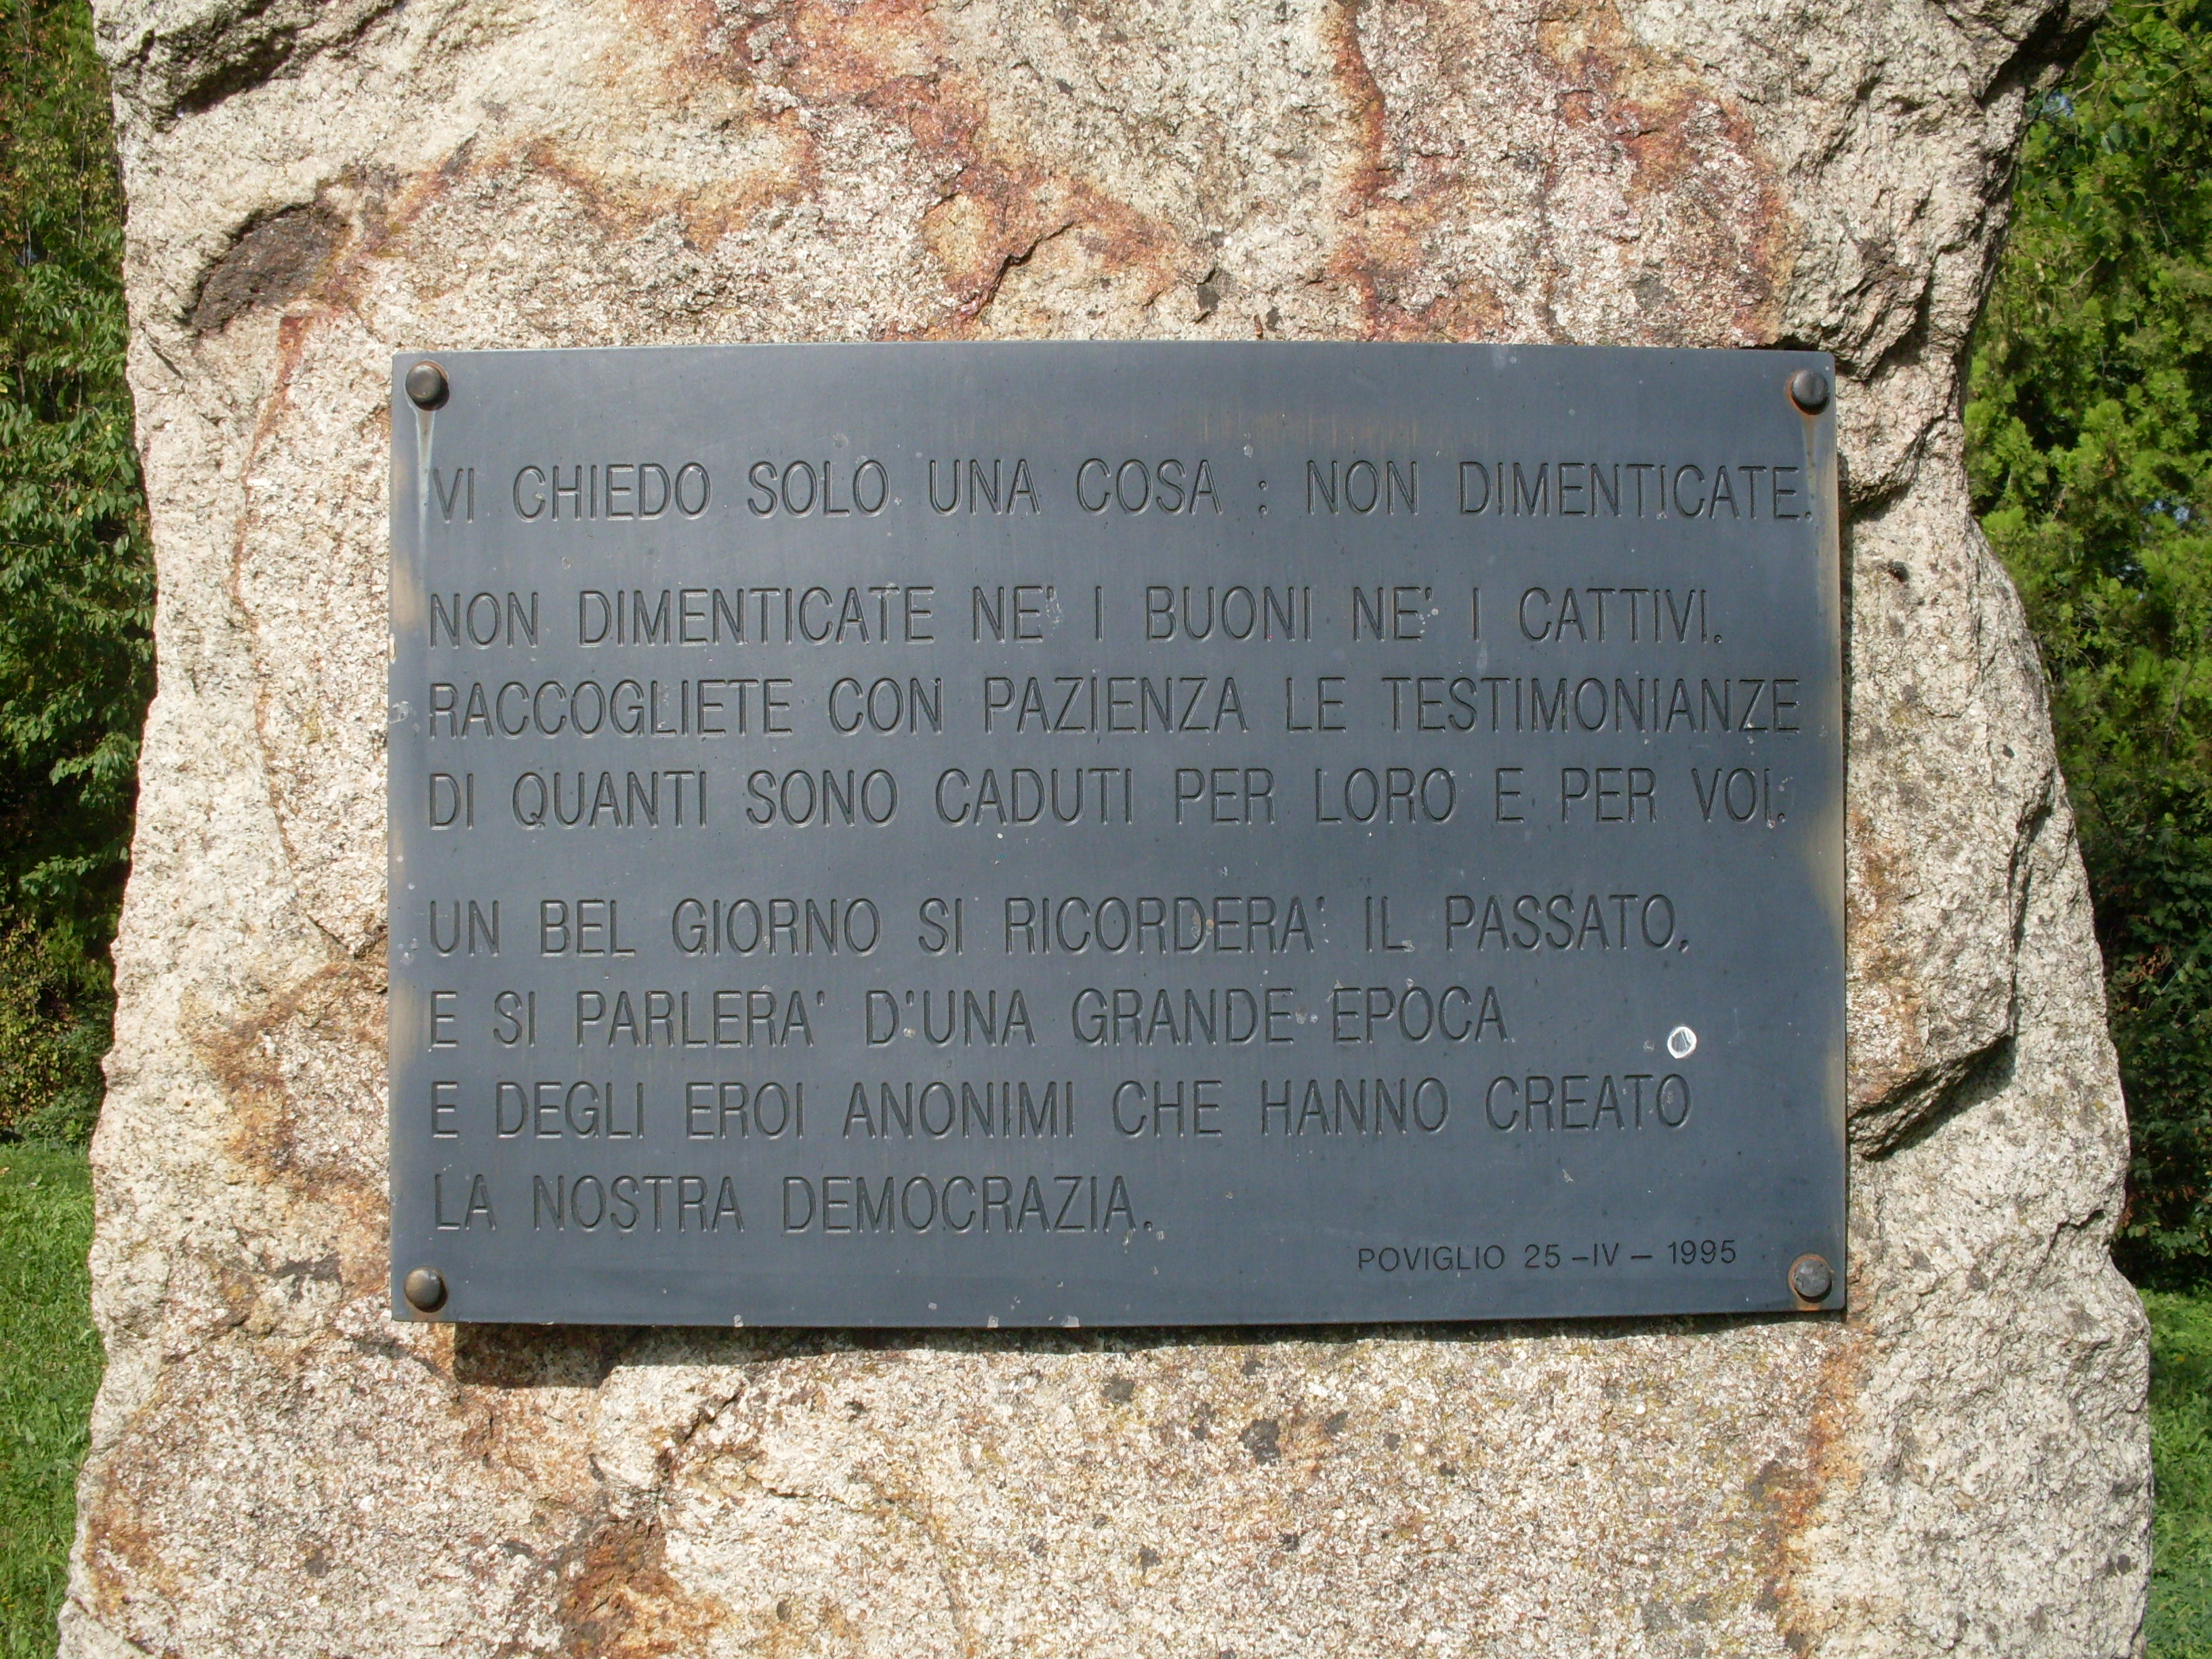 VI CHIEDO SOLO UNA COSA : NON DIMENTICATE.
NON DIMENTICATE NE' I BUONI NE' I CATTIVI.
RACCOGLIETE CON PAZIENZA LE TESTIMONIANZE
DI QUANTI SONO CADUTI PER LORO E PER VOI.
UN BEL GIORNO SI RICORDERA' IL PASSATO,
E SI PARLERA' D'UNA GRANDE EPOCA
E DEGLI EROI ANONIMI CHE HANNO CREATO
LA NOSTRA DEMOCRAZIA.
POVIGLIO 25 - IV - 1995